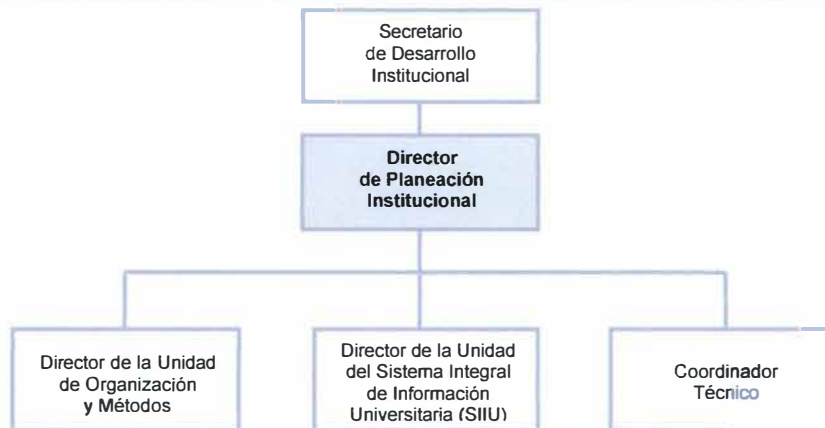 Secretario
de Desarrollo
Institucional
Director
de Planeación
Institucional
Director de la Unidad
de Organización
y Métodos
Director de la Unidad
del Sistema Integral
de Información
Universitaria (SIIU)
Coordinador
Técnico